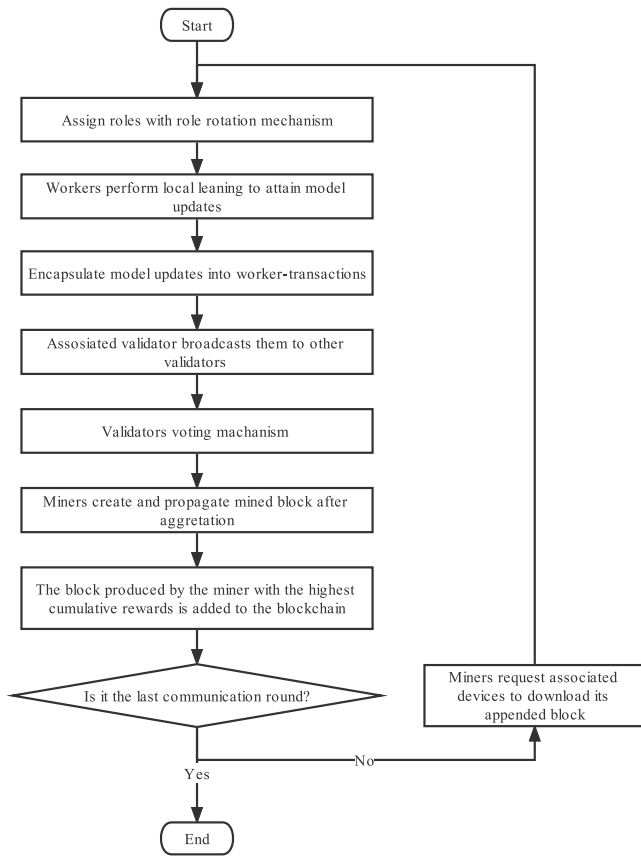 Start
Assign roles with role rotation mechanism
Workers perform local leaning to attain model
updates
Encapsulate model updates into worker-transactions
Assosiated validator broadcasts them to other
validators
Validators voting machanism
Miners create and propagate mined block after
aggretation
The block produced by the miner with the highest
cumulative rewards is added to the blockchain
Is it the last communication round?
Miners request associated
devices to download its
appended block
No
Yes
End